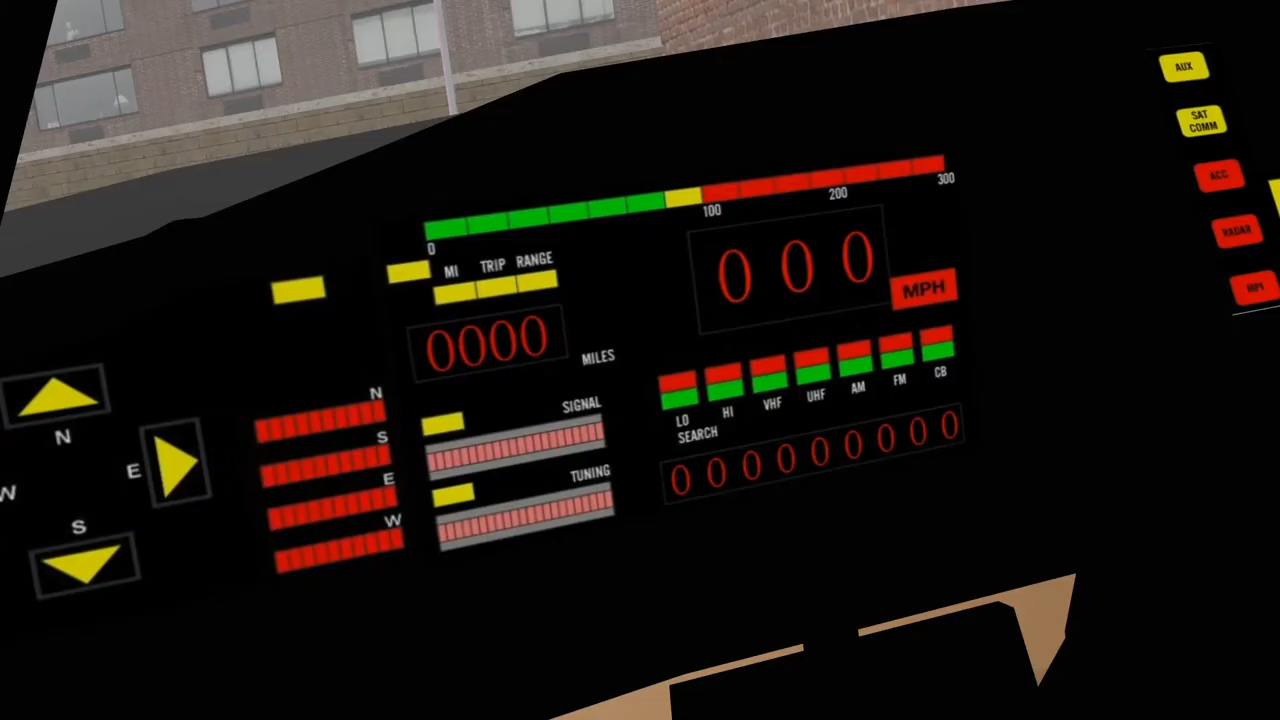 AUX
SAT
COMM
ACC
RADAR
MPI
0
100
200
300
MI TRIP RANGE
000
MPH
0000
MILES
N
S
E
W
N
E
W
S
SIGNAL
TUNING
LO HI VHF UHF AM FM CB
SEARCH
000000000